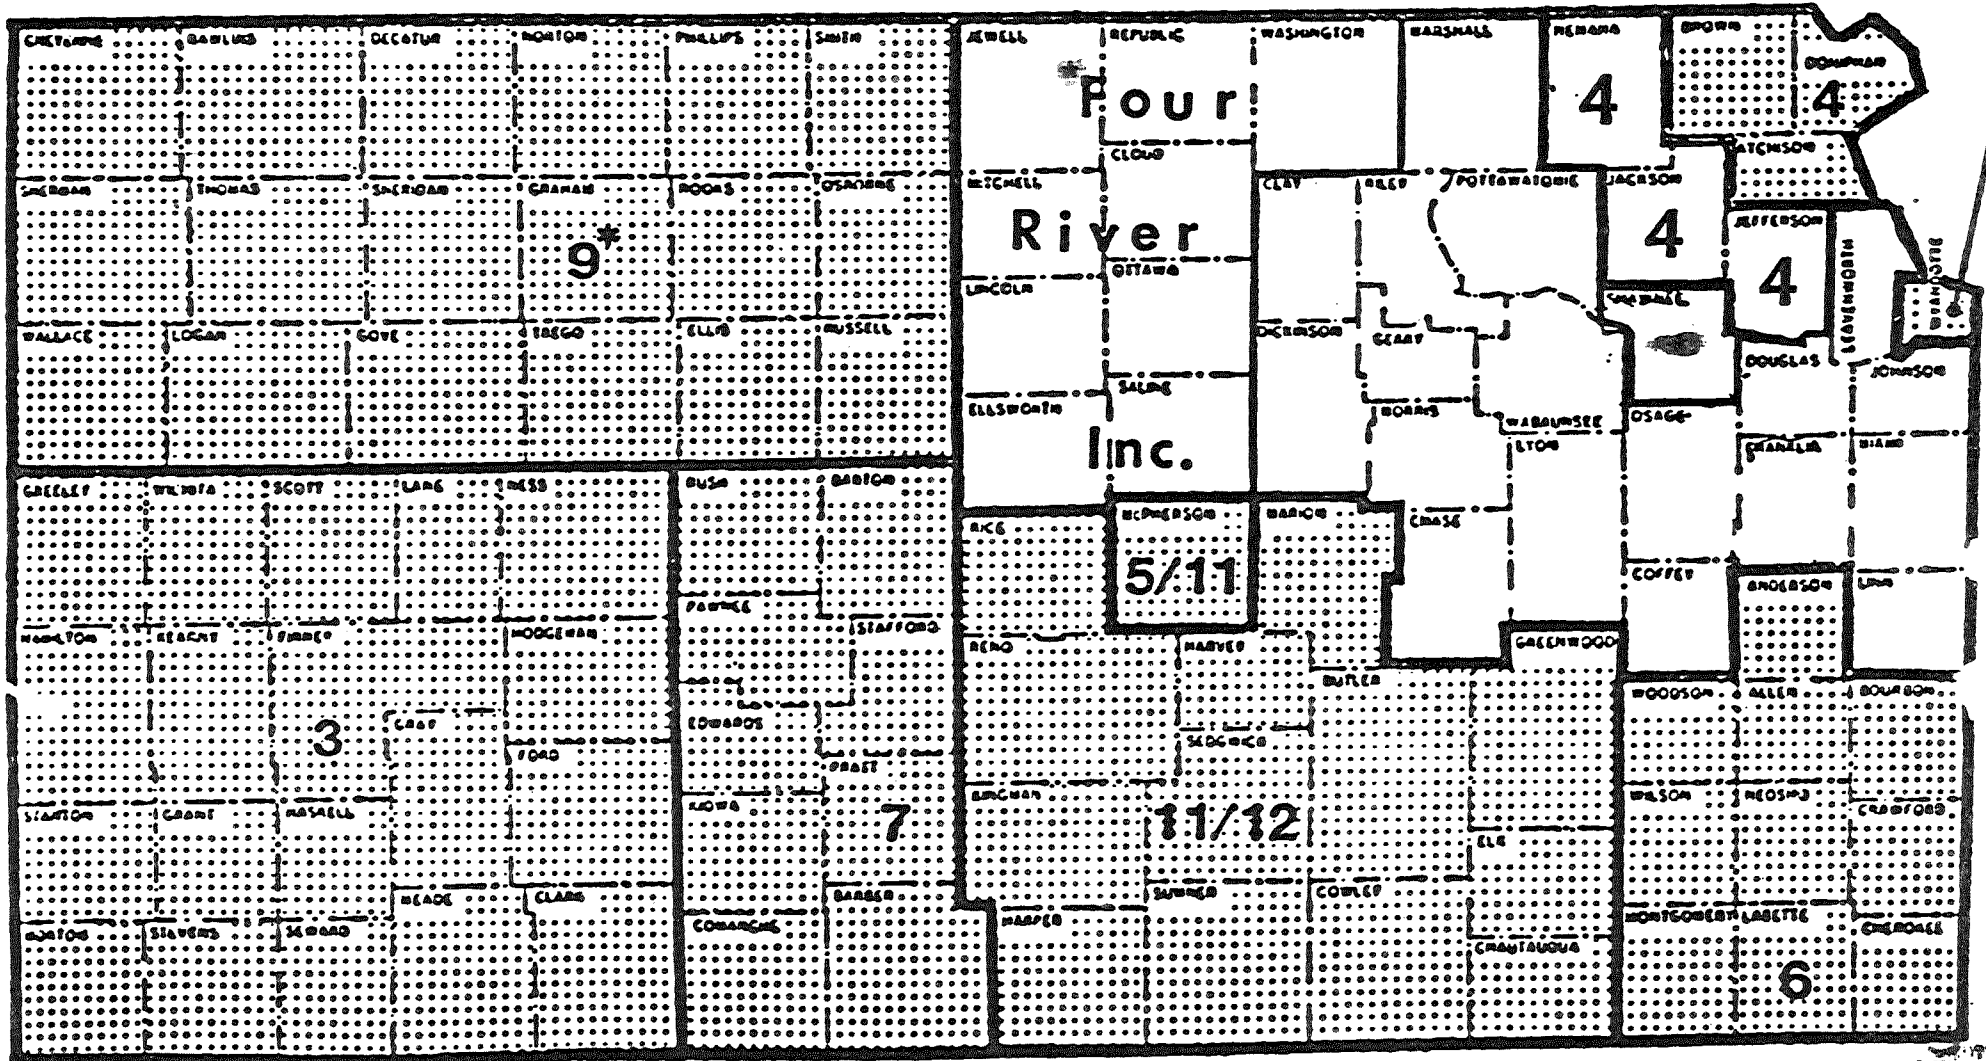 CHEYENNE RAWLINS DECATUR NORTON PHILLIPS SMITH JEWELL REPUBLIC WASHINGTON MARSHALL NEMAHA BROWN DONIPHAN
Four 4 4
CLOUD ATCHISON
SHERMAN THOMAS SHERIDAN GRAHAM ROOKS OSBORNE MITCHELL CLAY RILEY POTTAWATOMIE JACKSON JEFFERSON
9* River 4 4
LINCOLN OTTAWA SHAWNEE LEAVENWORTH WYANDOTTE
WALLACE LOGAN GOVE TREGO ELLIS RUSSELL DICKINSON GEARY DOUGLAS JOHNSON
ELLSWORTH SALINE MORRIS WABAUNSEE OSAGE
Inc. LYON FRANKLIN MIAMI
GREELEY WICHITA SCOTT LANE NESS RUSH BARTON
RICE McPHERSON MARION CHASE
5/11 COFFEY ANDERSON LINN
PAWNEE STAFFORD
HAMILTON KEARNY FINNEY HODGEMAN RENO HARVEY GREENWOOD
BUTLER WOODSON ALLEN BOURBON
3 GRAY EDWARDS SEDGWICK
FORD PRATT
STANTON GRANT HASKELL KIOWA KINGMAN WILSON NEOSHO CRAWFORD
7 11/12
ELK
MEADE CLARK BARBER SUMNER COWLEY
MORTON STEVENS SEWARD COMANCHE HARPER MONTGOMERY LABETTE CHEROKEE
CHAUTAUQUA
6